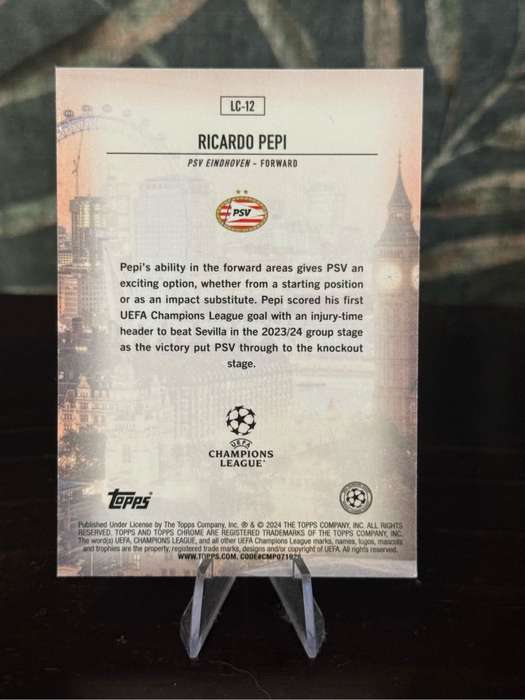 LC-12
RICARDO PEPI
PSV EINDHOVEN - FORWARD
PSV
Pepi's ability in the forward areas gives PSV an
exciting option, whether from a starting position
or as an impact substitute. Pepi scored his first
UEFA Champions League goal with an injury-time
header to beat Sevilla in the 2023/24 group stage
as the victory put PSV through to the knockout
stage.
UEFA
CHAMPIONS
LEAGUE
topps
Published Under License by The Topps Company, Inc. ® & © 2024 THE TOPPS COMPANY, INC. ALL RIGHTS
RESERVED. TOPPS AND TOPPS CHROME ARE REGISTERED TRADEMARKS OF THE TOPPS COMPANY, INC.
The word(s) UEFA, CHAMPIONS LEAGUE, and all other UEFA Champions League marks, names, logos, mascots
and trophies are the property, registered trade marks, designs and/or copyright of UEFA. All rights reserved.
WWW.TOPPS.COM. CODE#CMP071928